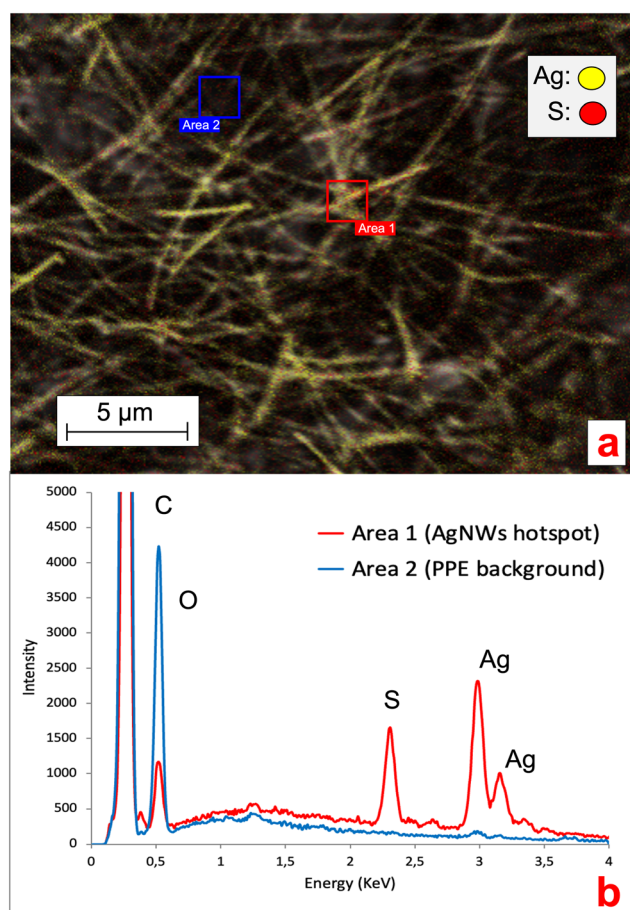 Ag:
S:
Area 2
Area 1
5 µm
a
5000
4500
4000
3500
3000
2500
2000
1500
1000
500
0
Intensity
C
O
S
Ag
Ag
Area 1 (AgNWs hotspot)
Area 2 (PPE background)
0
0,5
1
1,5
2
2,5
3
3,5
4
Energy (KeV)
b